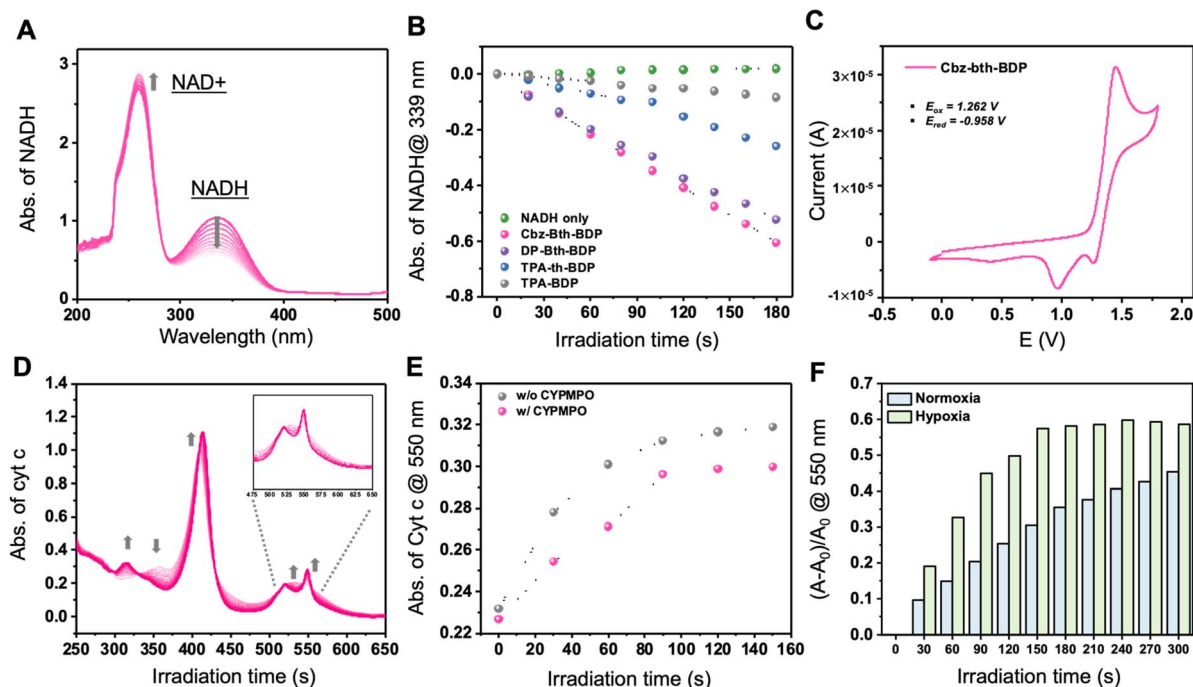 A
Abs. of NADH
3
2
1
0
NAD+
NADH
200 300 400 500
Wavelength (nm)
B
Abs. of NADH@ 339 nm
0.0
-0.2
-0.4
-0.6
-0.8
NADH only
Cbz-Bth-BDP
DP-Bth-BDP
TPA-th-BDP
TPA-BDP
0 30 60 90 120 150 180
Irradiation time (s)
C
Current (A)
3×10⁻⁵
2×10⁻⁵
1×10⁻⁵
0
-1×10⁻⁵
Cbz-bth-BDP
Eox = 1.262 V
Ered = -0.958 V
-0.5 0.0 0.5 1.0 1.5 2.0
E (V)
D
Abs. of cyt c
1.4
1.2
1.0
0.8
0.6
0.4
0.2
0.0
475 500 525 550 575 600 625 650
250 300 350 400 450 500 550 600 650
Irradiation time (s)
E
Abs. of Cyt c @ 550 nm
0.34
0.32
0.30
0.28
0.26
0.24
0.22
w/o CYPMPO
w/ CYPMPO
0 20 40 60 80 100 120 140 160
Irradiation time (s)
F
(A-A0)/A0 @ 550 nm
0.7
0.6
0.5
0.4
0.3
0.2
0.1
0.0
Normoxia
Hypoxia
0 30 60 90 120 150 180 210 240 270 300
Irradiation time (s)